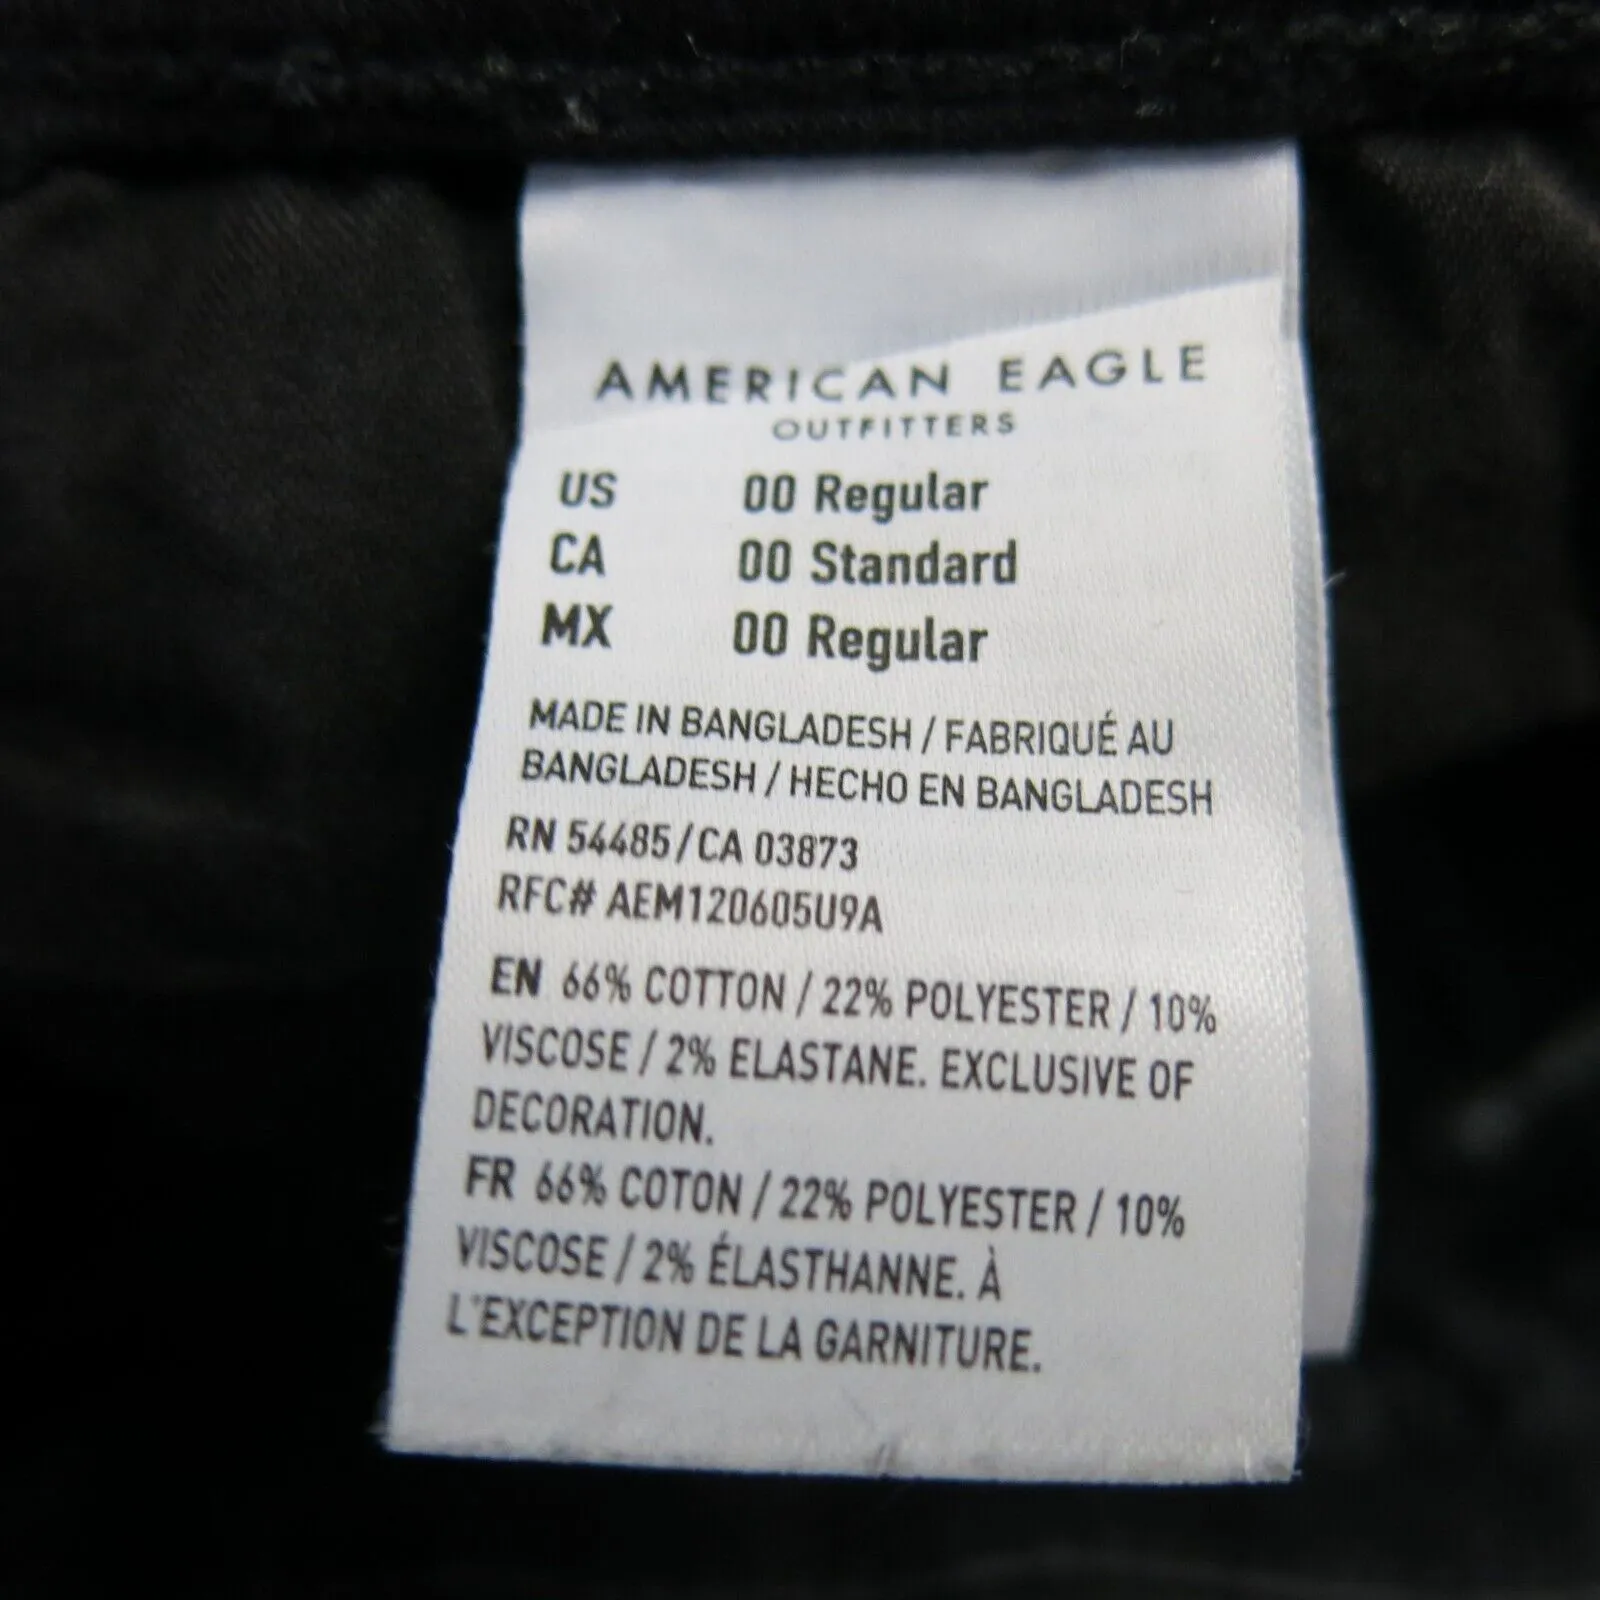 AMERICAN EAGLE
OUTFITTERS
US 00 Regular
CA 00 Standard
MX 00 Regular
MADE IN BANGLADESH / FABRIQUÉ AU
BANGLADESH / HECHO EN BANGLADESH
RN 54485 / CA 03873
RFC# AEM120605U9A
EN 66% COTTON / 22% POLYESTER / 10%
VISCOSE / 2% ELASTANE. EXCLUSIVE OF
DECORATION.
FR 66% COTON / 22% POLYESTER / 10%
VISCOSE / 2% ÉLASTHANNE. À
L'EXCEPTION DE LA GARNITURE.